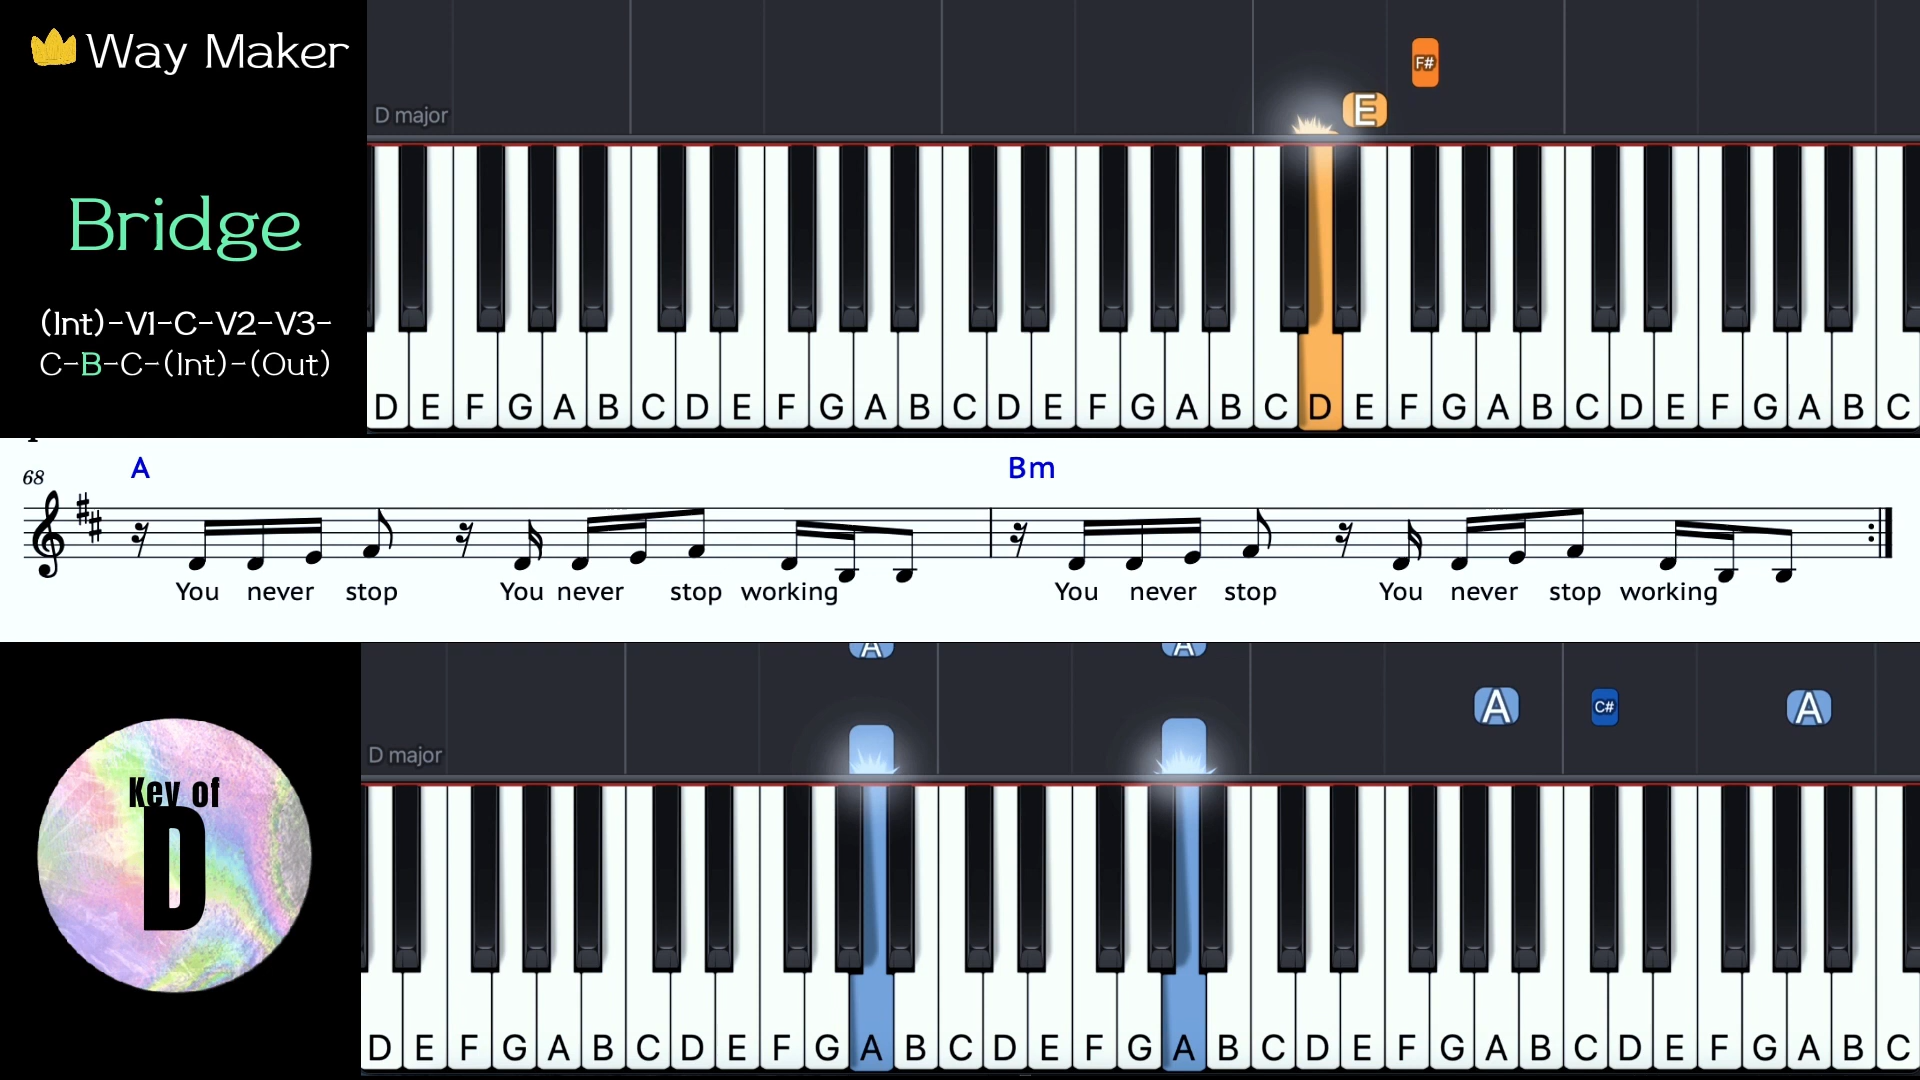 Way Maker
F#
E
D major
Bridge
(Int)-V1-C-V2-V3-
C-B-C-(Int)-(Out)
D E F G A B C D E F G A B C D E F G A B C D E F G A B C D E F G A B C
A Bm
68
You never stop You never stop working You never stop You never stop working
A A
A C# A
D major
Key of
D
D E F G A B C D E F G A B C D E F G A B C D E F G A B C D E F G A B C